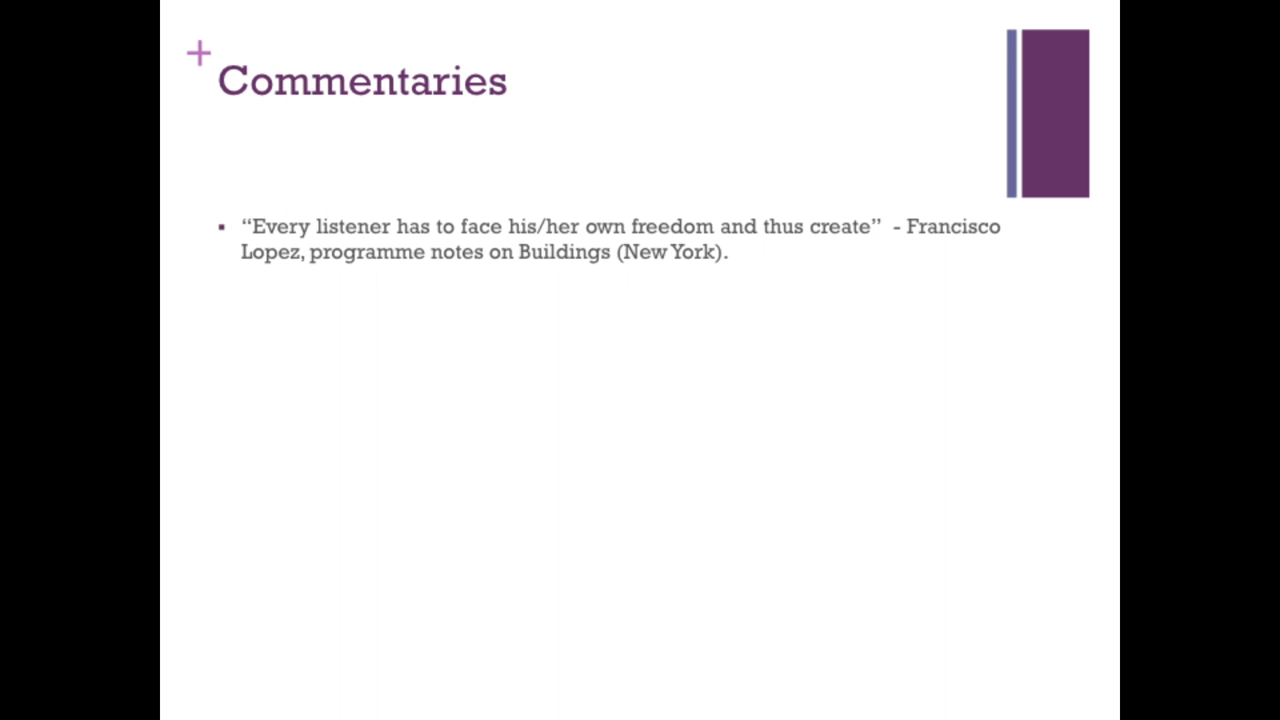 +
Commentaries
▪ “Every listener has to face his/her own freedom and thus create” - Francisco
Lopez, programme notes on Buildings (New York).